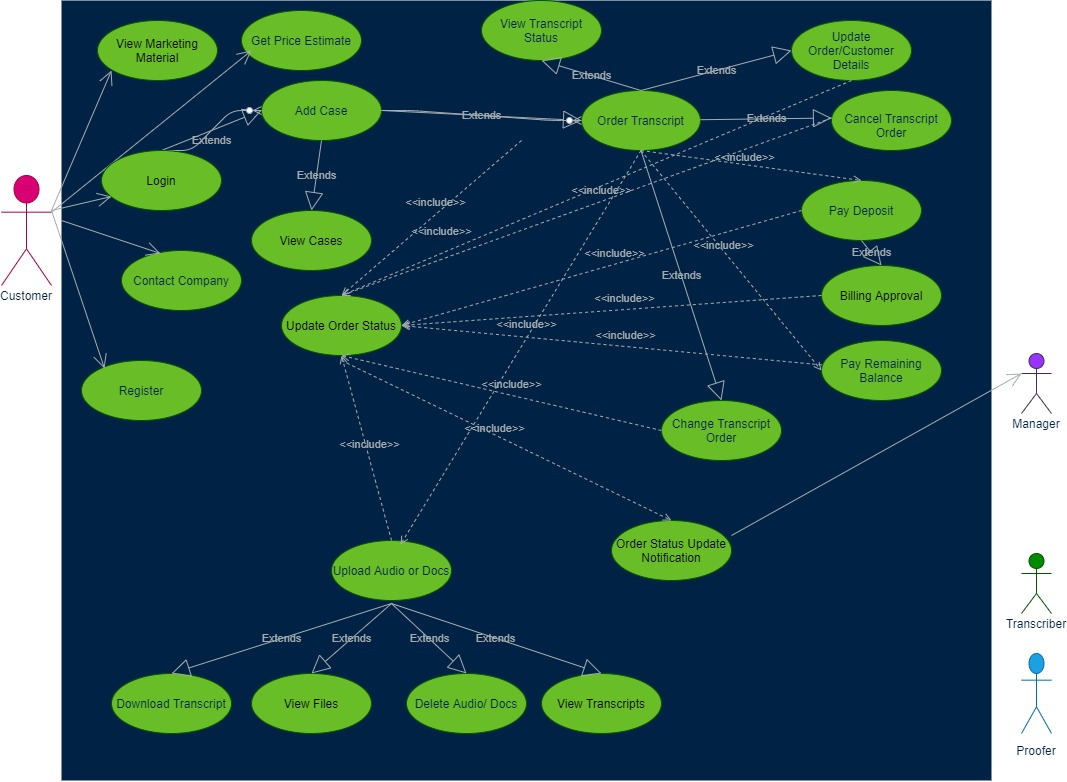 View Transcript
Status
Get Price Estimate
View Marketing
Material
Update
Order/Customer
Details
Extends
Extends
Add Case
Extends
Order Transcript
Extends
Cancel Transcript
Order
Extends
<<include>>
Login
Extends
<<include>>
<<include>>
Pay Deposit
<<include>>
View Cases
<<include>>
<<include>>
Extends
Contact Company
Extends
Customer
Billing Approval
<<include>>
Update Order Status
<<include>>
<<include>>
Pay Remaining
Balance
Register
<<include>>
Change Transcript
Order
Manager
<<include>>
<<include>>
Order Status Update
Notification
Upload Audio or Docs
Transcriber
Extends
Extends
Extends
Extends
Download Transcript
View Files
Delete Audio/ Docs
View Transcripts
Proofer